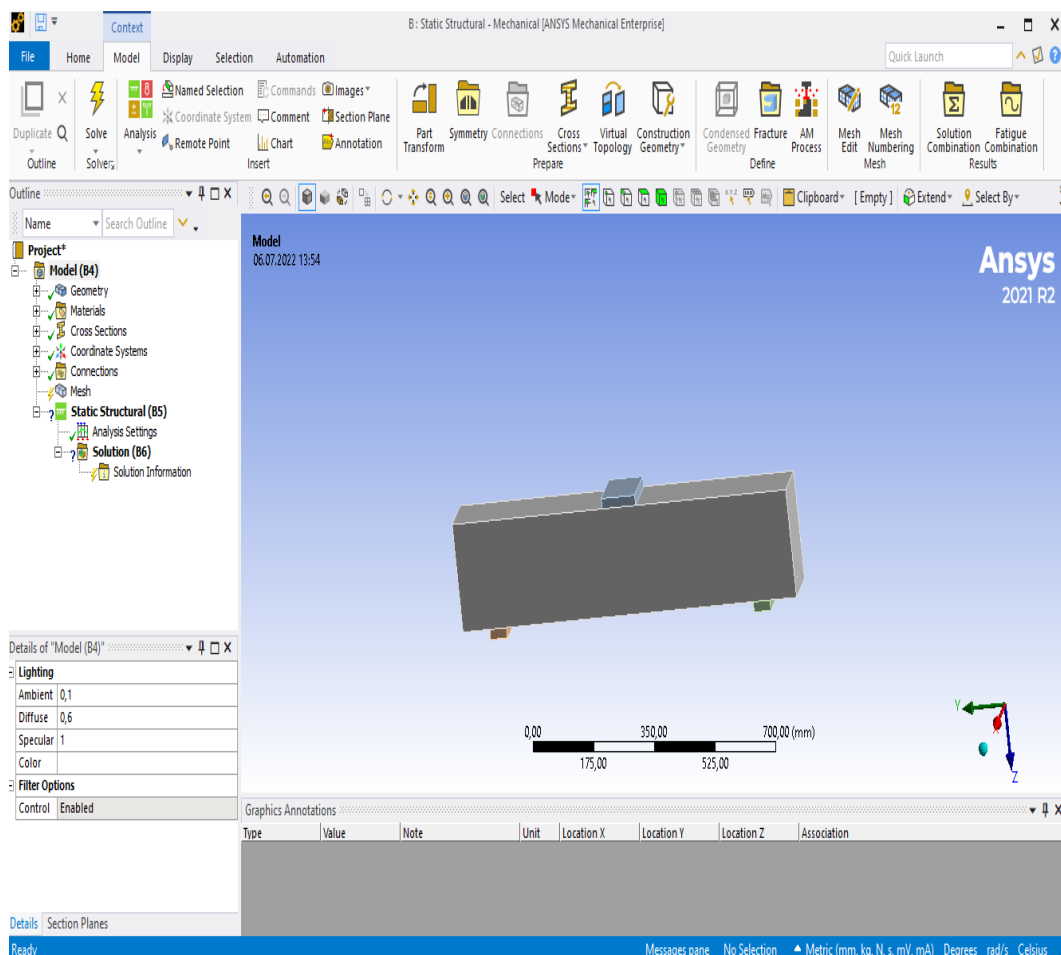 Context
B : Static Structural - Mechanical [ANSYS Mechanical Enterprise]
File Home Model Display Selection Automation
Quick Launch
Duplicate
Outline
Solve
Solver
Analysis
Named Selection
Coordinate System
Remote Point
Commands
Comment
Chart
Images
Section Plane
Annotation
Insert
Part Transform
Symmetry
Connections
Cross Sections
Virtual Topology
Construction Geometry
Prepare
Condensed Geometry
Fracture
AM Process
Define
Mesh Edit
Mesh Numbering
12
Mesh
Solution Combination
Fatigue Combination
Results
Outline
Name Search Outline
Select Mode Clipboard [ Empty ] Extend Select By
Project*
Model (B4)
Geometry
Materials
Cross Sections
Coordinate Systems
Connections
Mesh
Static Structural (B5)
Analysis Settings
Solution (B6)
Solution Information
Model
06.07.2022 13:54
Ansys
2021 R2
Details of "Model (B4)"
Lighting
Ambient 0,1
Diffuse 0,6
Specular 1
Color
Filter Options
Control Enabled
0,00 350,00 700,00 (mm)
175,00 525,00
Y
X
Z
Graphics Annotations
Type Value Note Unit Location X Location Y Location Z Association
Details Section Planes
Ready Messages pane No Selection Metric (mm, kg, N, s, mV, mA) Degrees rad/s Celsius